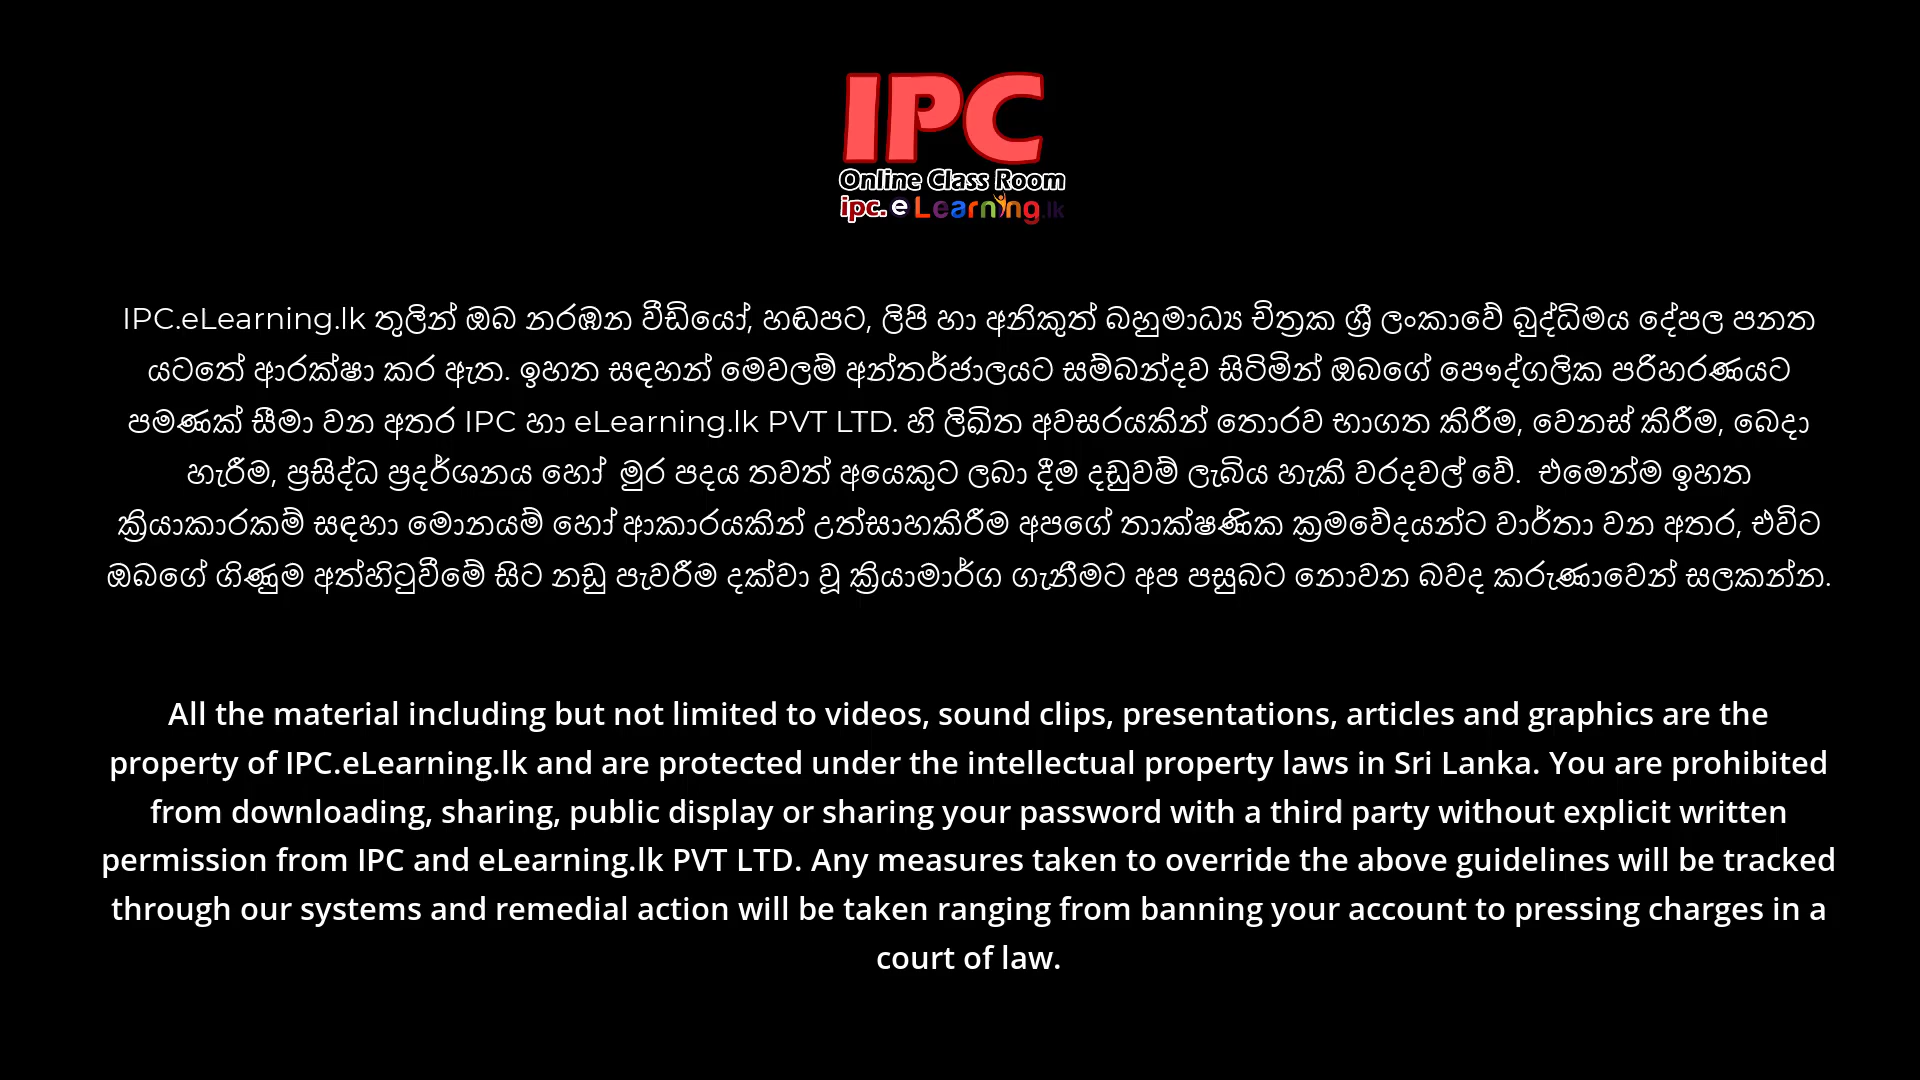 IPC
Online Class Room
ipc.eLearning.lk
IPC.eLearning.lk තුලින් ඔබ නරඹන වීඩියෝ, හඬපට, ලිපි හා අනිකුත් බහුමාධ්‍ය චිත්‍රක ශ්‍රී ලංකාවේ බුද්ධිමය දේපල පනත
යටතේ ආරක්ෂා කර ඇත. ඉහත සඳහන් මෙවලම් අන්තර්ජාලයට සම්බන්දව සිටිමින් ඔබගේ පෞද්ගලික පරිහරණයට
පමණක් සීමා වන අතර IPC හා eLearning.lk PVT LTD. හි ලිඛිත අවසරයකින් තොරව භාගත කිරීම, වෙනස් කිරීම, බෙදා
හැරීම, ප්‍රසිද්ධ ප්‍රදර්ශනය හෝ මුර පදය තවත් අයෙකුට ලබා දීම දඩුවම් ලැබිය හැකි වරදවල් වේ. එමෙන්ම ඉහත
ක්‍රියාකාරකම් සඳහා මොනයම් හෝ ආකාරයකින් උත්සාහකිරීම අපගේ තාක්ෂණික ක්‍රමවේදයන්ට වාර්තා වන අතර, එවිට
ඔබගේ ගිණුම අත්හිටුවීමේ සිට නඩු පැවරීම දක්වා වූ ක්‍රියාමාර්ග ගැනීමට අප පසුබට නොවන බවද කරුණාවෙන් සලකන්න.
All the material including but not limited to videos, sound clips, presentations, articles and graphics are the
property of IPC.eLearning.lk and are protected under the intellectual property laws in Sri Lanka. You are prohibited
from downloading, sharing, public display or sharing your password with a third party without explicit written
permission from IPC and eLearning.lk PVT LTD. Any measures taken to override the above guidelines will be tracked
through our systems and remedial action will be taken ranging from banning your account to pressing charges in a
court of law.